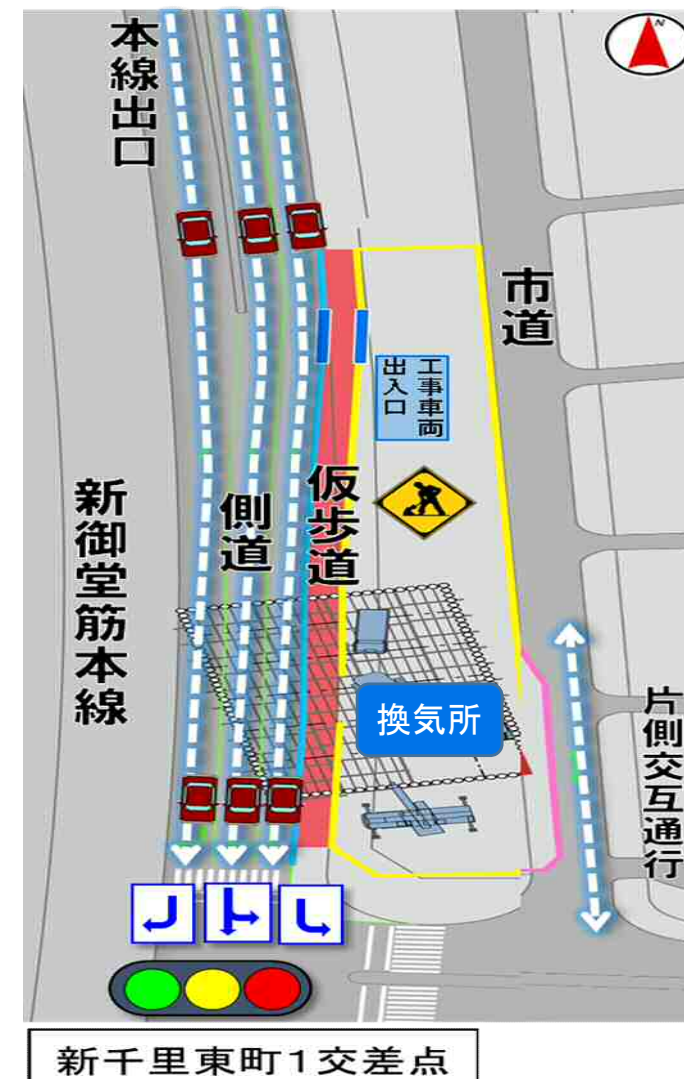 本線出口
N
市道
工事車両
出入口
仮歩道
側道
新御堂筋本線
換気所
片側交互通行
新千里東町1交差点